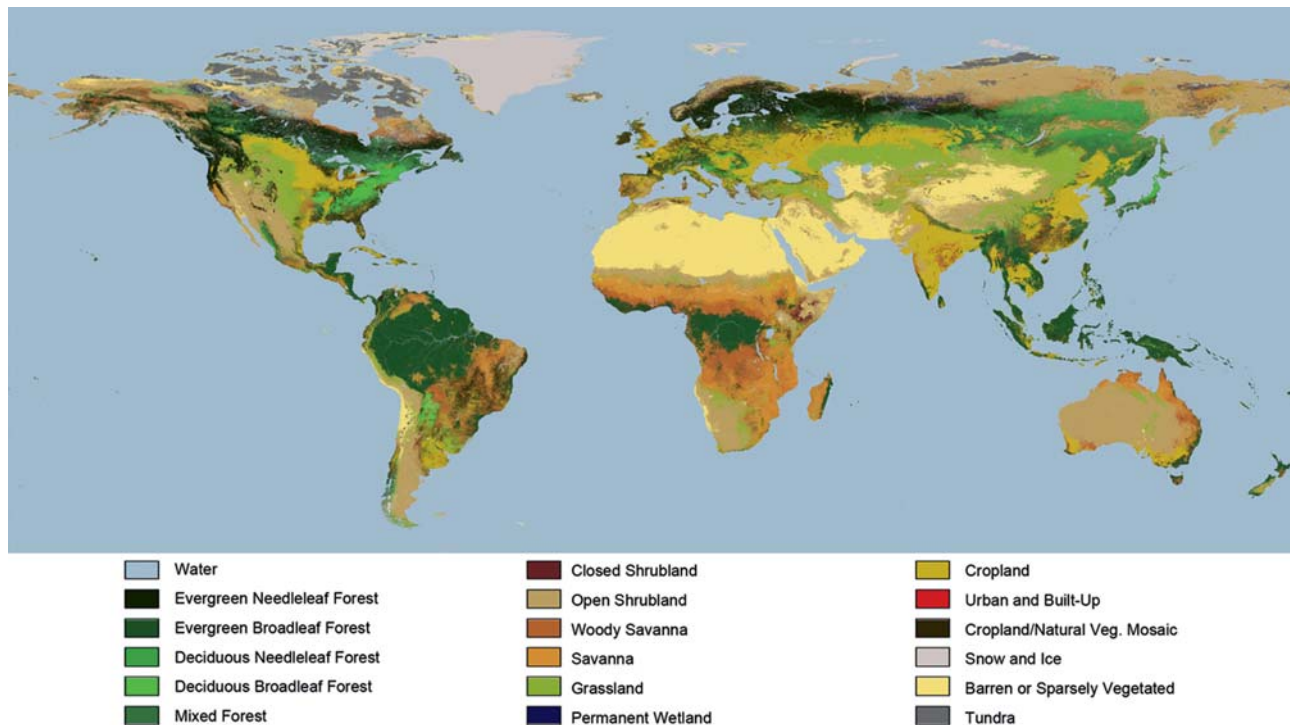 Water
Evergreen Needleleaf Forest
Evergreen Broadleaf Forest
Deciduous Needleleaf Forest
Deciduous Broadleaf Forest
Mixed Forest
Closed Shrubland
Open Shrubland
Woody Savanna
Savanna
Grassland
Permanent Wetland
Cropland
Urban and Built-Up
Cropland/Natural Veg. Mosaic
Snow and Ice
Barren or Sparsely Vegetated
Tundra